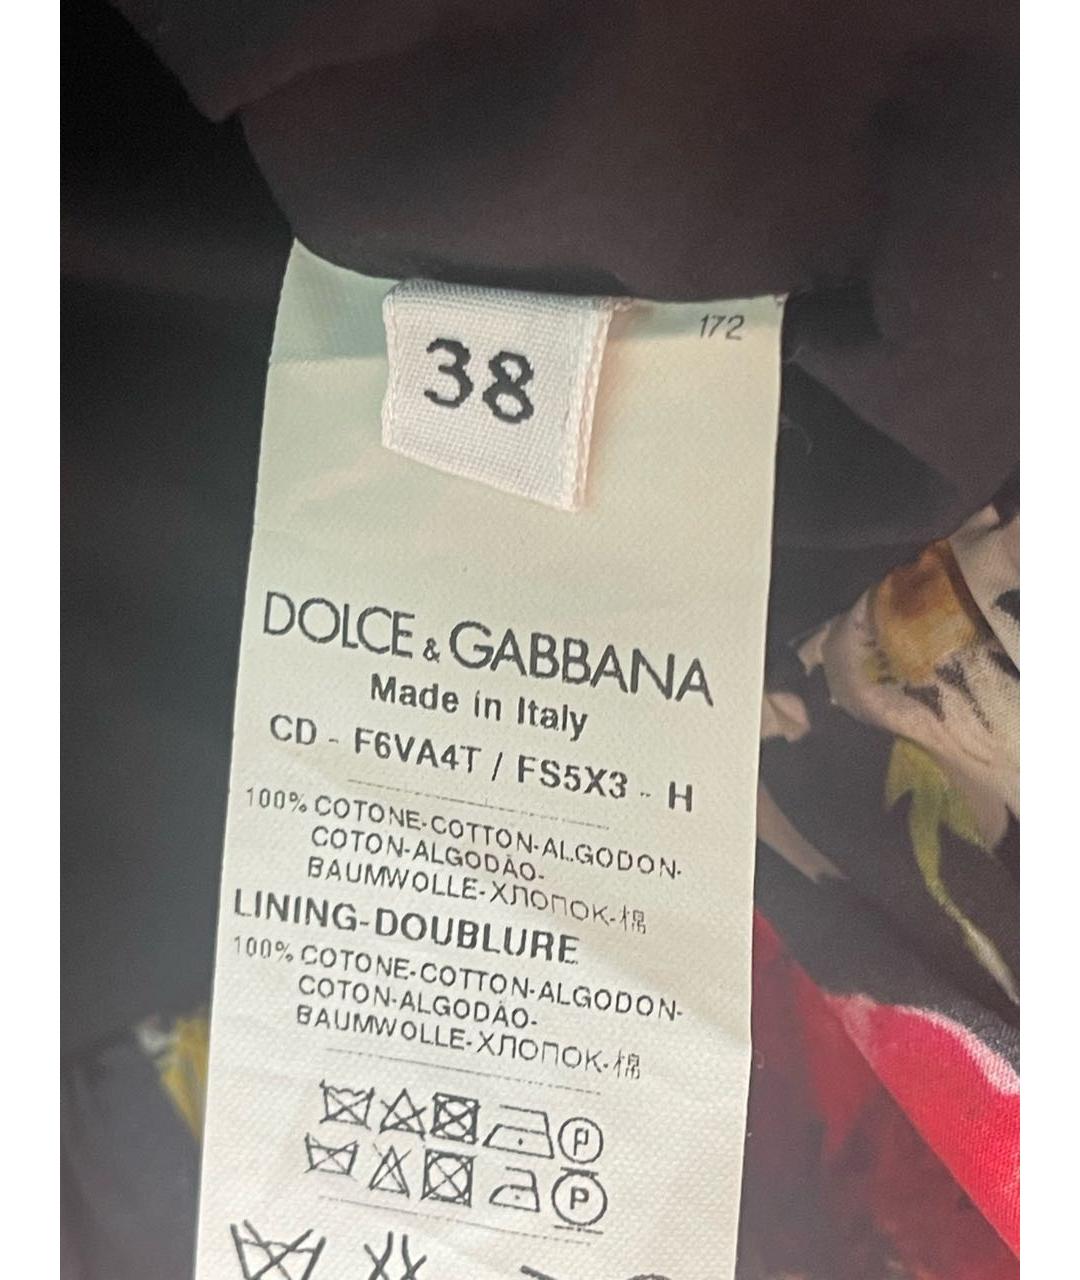 172
38
DOLCE & GABBANA
Made in Italy
CD - F6VA4T / FS5X3 - H
100% COTONE-COTTON-ALGODON-
COTON-ALGODÃO-
BAUMWOLLE-ХЛОПОК-棉
LINING-DOUBLURE
100% COTONE-COTTON-ALGODON-
COTON-ALGODÃO-
BAUMWOLLE-ХЛОПОК-棉
P
P